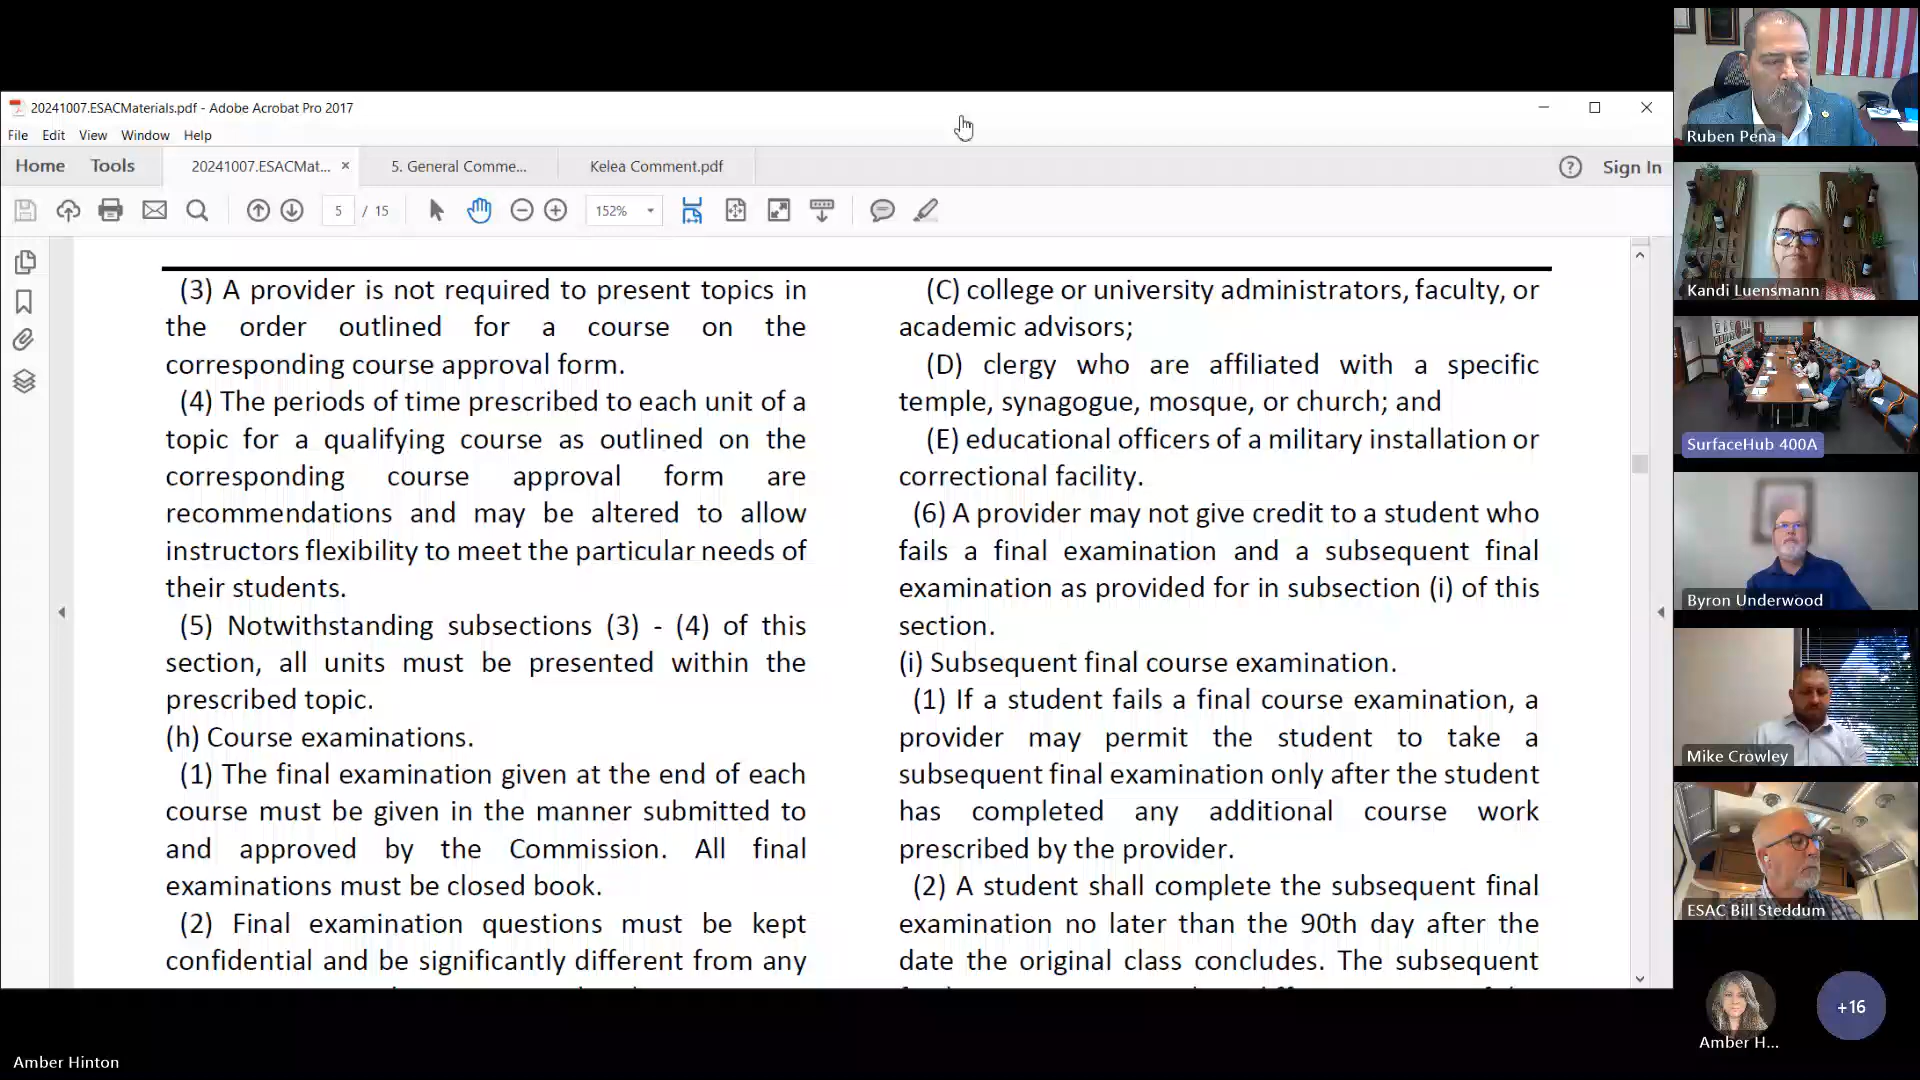 20241007.ESACMaterials.pdf - Adobe Acrobat Pro 2017
File Edit View Window Help
Home Tools 20241007.ESACMat... × 5. General Comme... Kelea Comment.pdf ? Sign In
5 / 15 152%
(3) A provider is not required to present topics in
the order outlined for a course on the
corresponding course approval form.
(4) The periods of time prescribed to each unit of a
topic for a qualifying course as outlined on the
corresponding course approval form are
recommendations and may be altered to allow
instructors flexibility to meet the particular needs of
their students.
(5) Notwithstanding subsections (3) - (4) of this
section, all units must be presented within the
prescribed topic.
(h) Course examinations.
(1) The final examination given at the end of each
course must be given in the manner submitted to
and approved by the Commission. All final
examinations must be closed book.
(2) Final examination questions must be kept
confidential and be significantly different from any
(C) college or university administrators, faculty, or
academic advisors;
(D) clergy who are affiliated with a specific
temple, synagogue, mosque, or church; and
(E) educational officers of a military installation or
correctional facility.
(6) A provider may not give credit to a student who
fails a final examination and a subsequent final
examination as provided for in subsection (i) of this
section.
(i) Subsequent final course examination.
(1) If a student fails a final course examination, a
provider may permit the student to take a
subsequent final examination only after the student
has completed any additional course work
prescribed by the provider.
(2) A student shall complete the subsequent final
examination no later than the 90th day after the
date the original class concludes. The subsequent
Ruben Pena
Kandi Luensmann
SurfaceHub 400A
Byron Underwood
Mike Crowley
ESAC Bill Steddum
Amber H...
+16
Amber Hinton